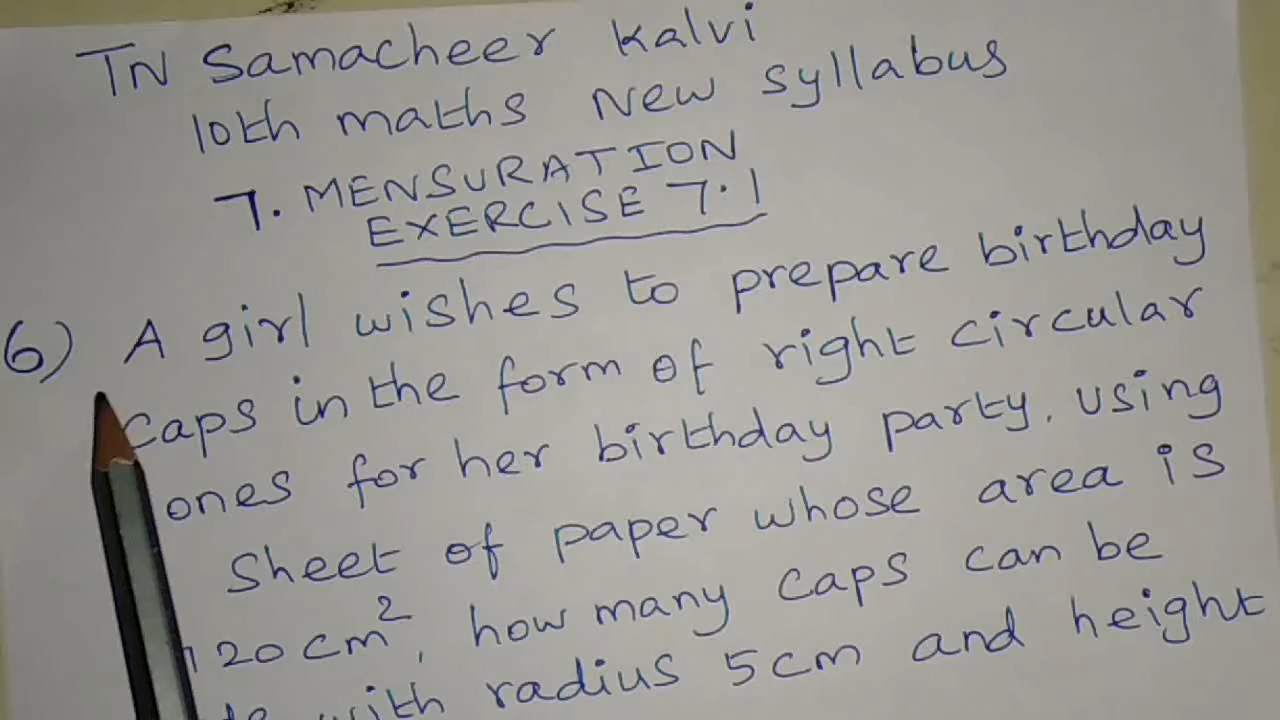 TN Samacheer Kalvi
10th maths New Syllabus
7. MENSURATION
EXERCISE 7.1
6) A girl wishes to prepare birthday
caps in the form of right circular
ones for her birthday party, using
sheet of paper whose area is
120cm², how many caps can be
with radius 5cm and height